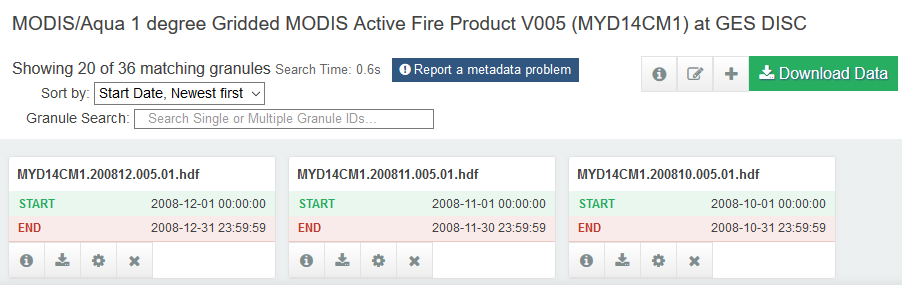 MODIS/Aqua 1 degree Gridded MODIS Active Fire Product V005 (MYD14CM1) at GES DISC
Showing 20 of 36 matching granules Search Time: 0.6s Report a metadata problem
Download Data
Sort by: Start Date, Newest first
Granule Search: Search Single or Multiple Granule IDs...
MYD14CM1.200812.005.01.hdf
START 2008-12-01 00:00:00
END 2008-12-31 23:59:59
MYD14CM1.200811.005.01.hdf
START 2008-11-01 00:00:00
END 2008-11-30 23:59:59
MYD14CM1.200810.005.01.hdf
START 2008-10-01 00:00:00
END 2008-10-31 23:59:59